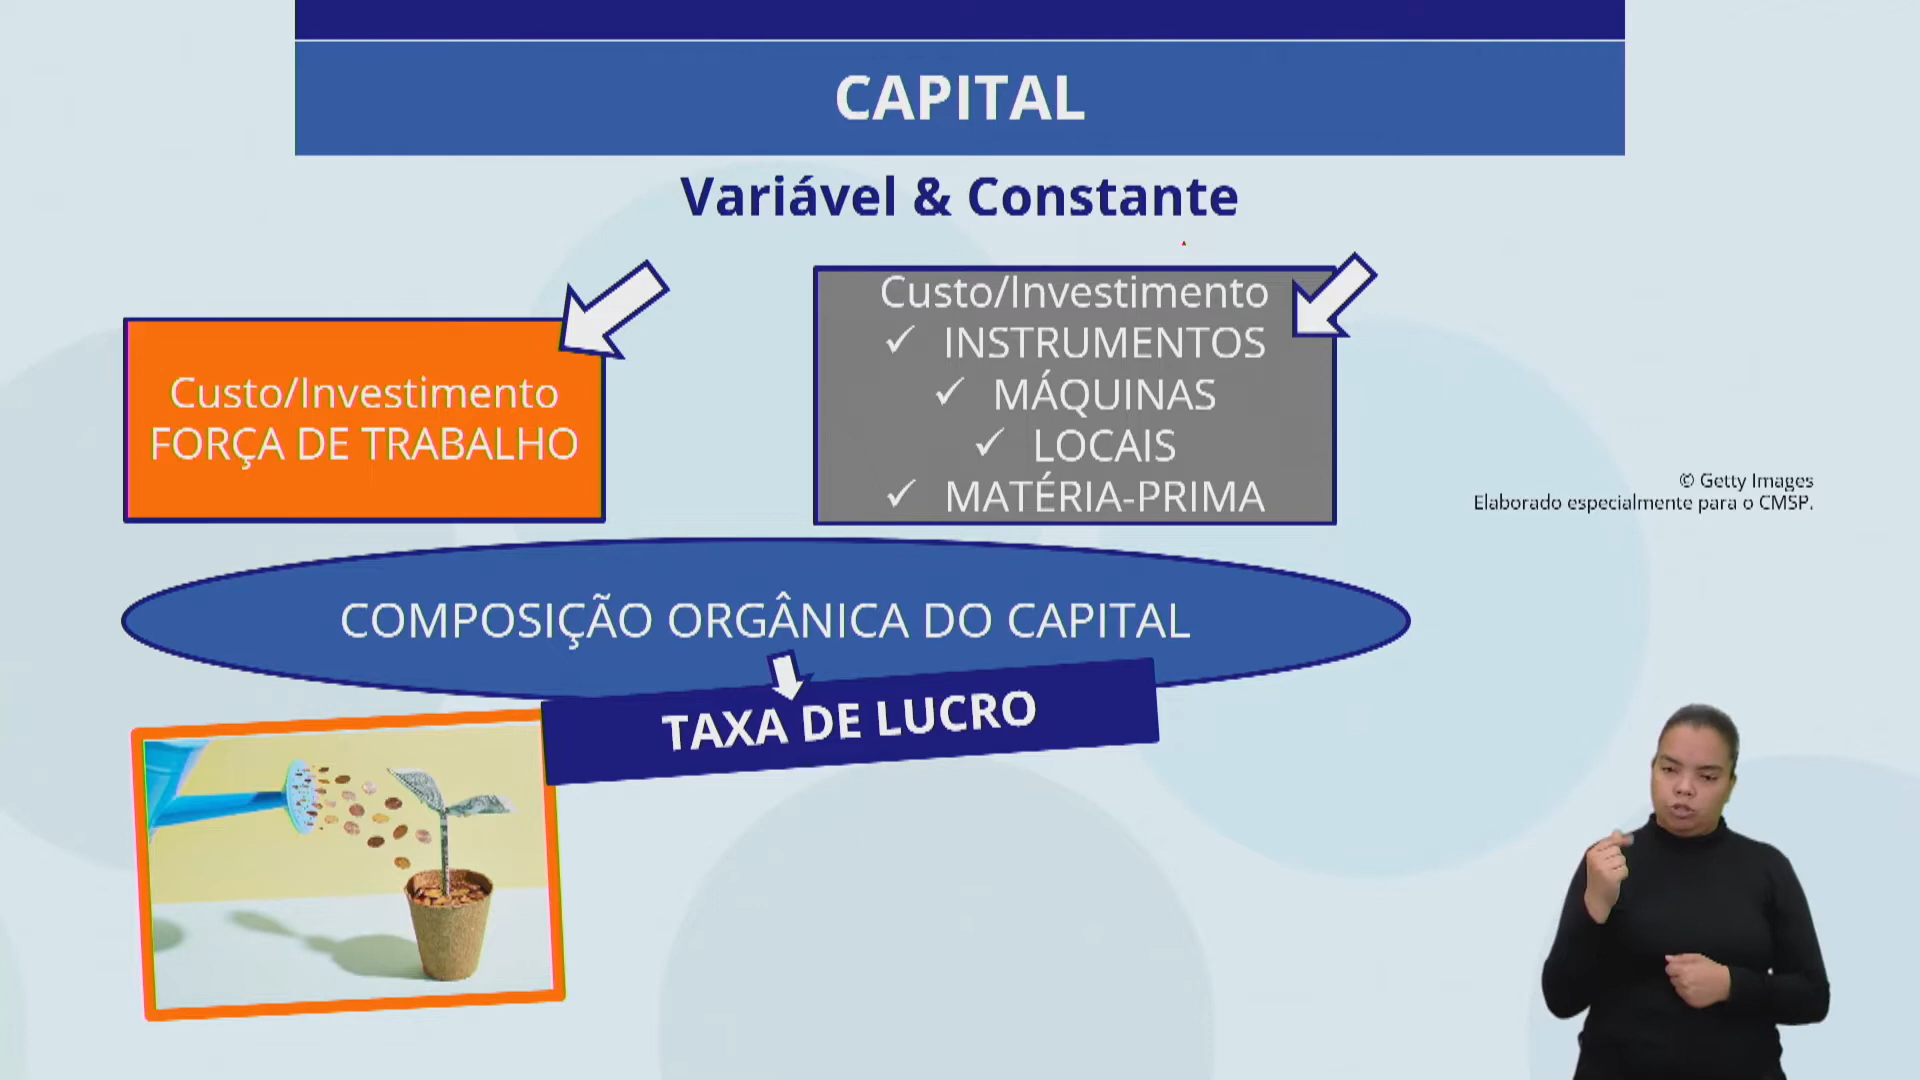 CAPITAL
Variável & Constante
Custo/Investimento
FORÇA DE TRABALHO
Custo/Investimento
✓ INSTRUMENTOS
✓ MÁQUINAS
✓ LOCAIS
✓ MATÉRIA-PRIMA
© Getty Images
Elaborado especialmente para o CMSP.
COMPOSIÇÃO ORGÂNICA DO CAPITAL
TAXA DE LUCRO